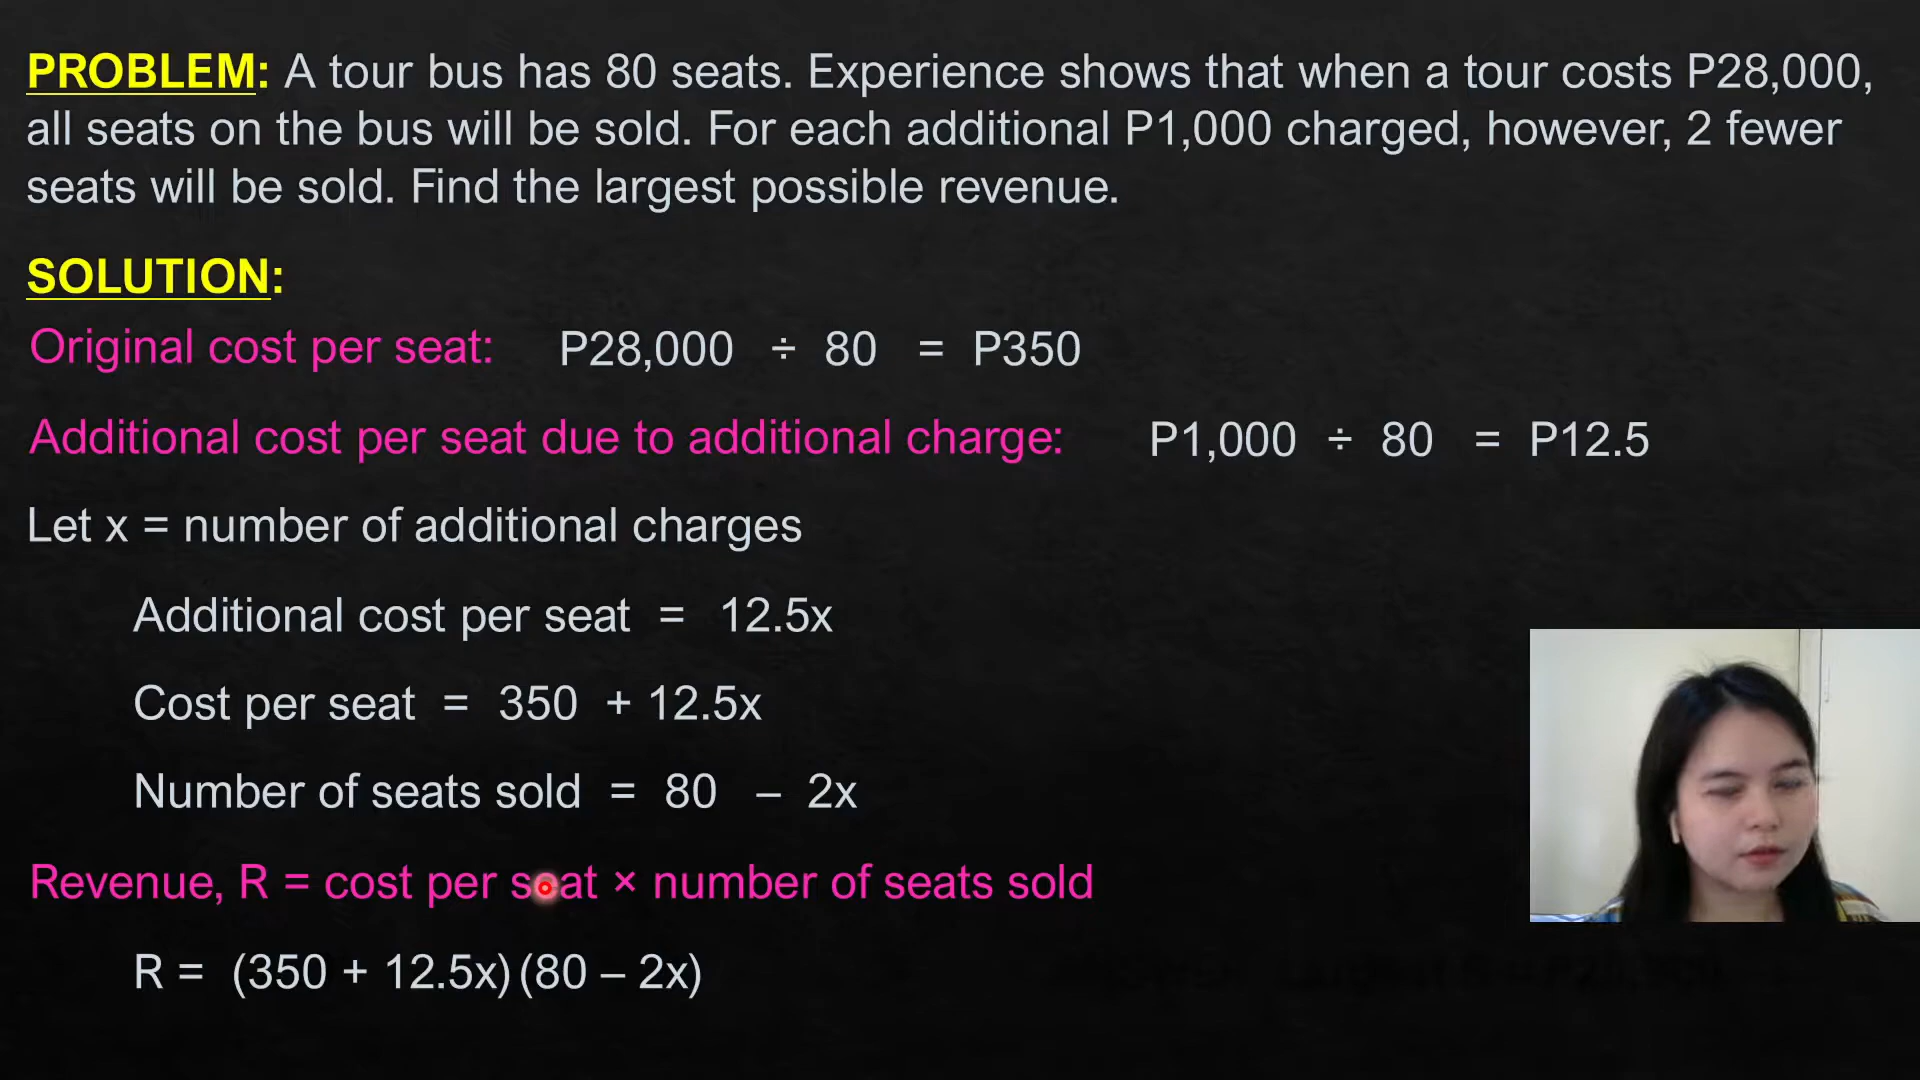 PROBLEM: A tour bus has 80 seats. Experience shows that when a tour costs P28,000,
all seats on the bus will be sold. For each additional P1,000 charged, however, 2 fewer
seats will be sold. Find the largest possible revenue.
SOLUTION:
Original cost per seat: P28,000 ÷ 80 = P350
Additional cost per seat due to additional charge: P1,000 ÷ 80 = P12.5
Let x = number of additional charges
Additional cost per seat = 12.5x
Cost per seat = 350 + 12.5x
Number of seats sold = 80 – 2x
Revenue, R = cost per seat × number of seats sold
R = (350 + 12.5x)(80 – 2x)